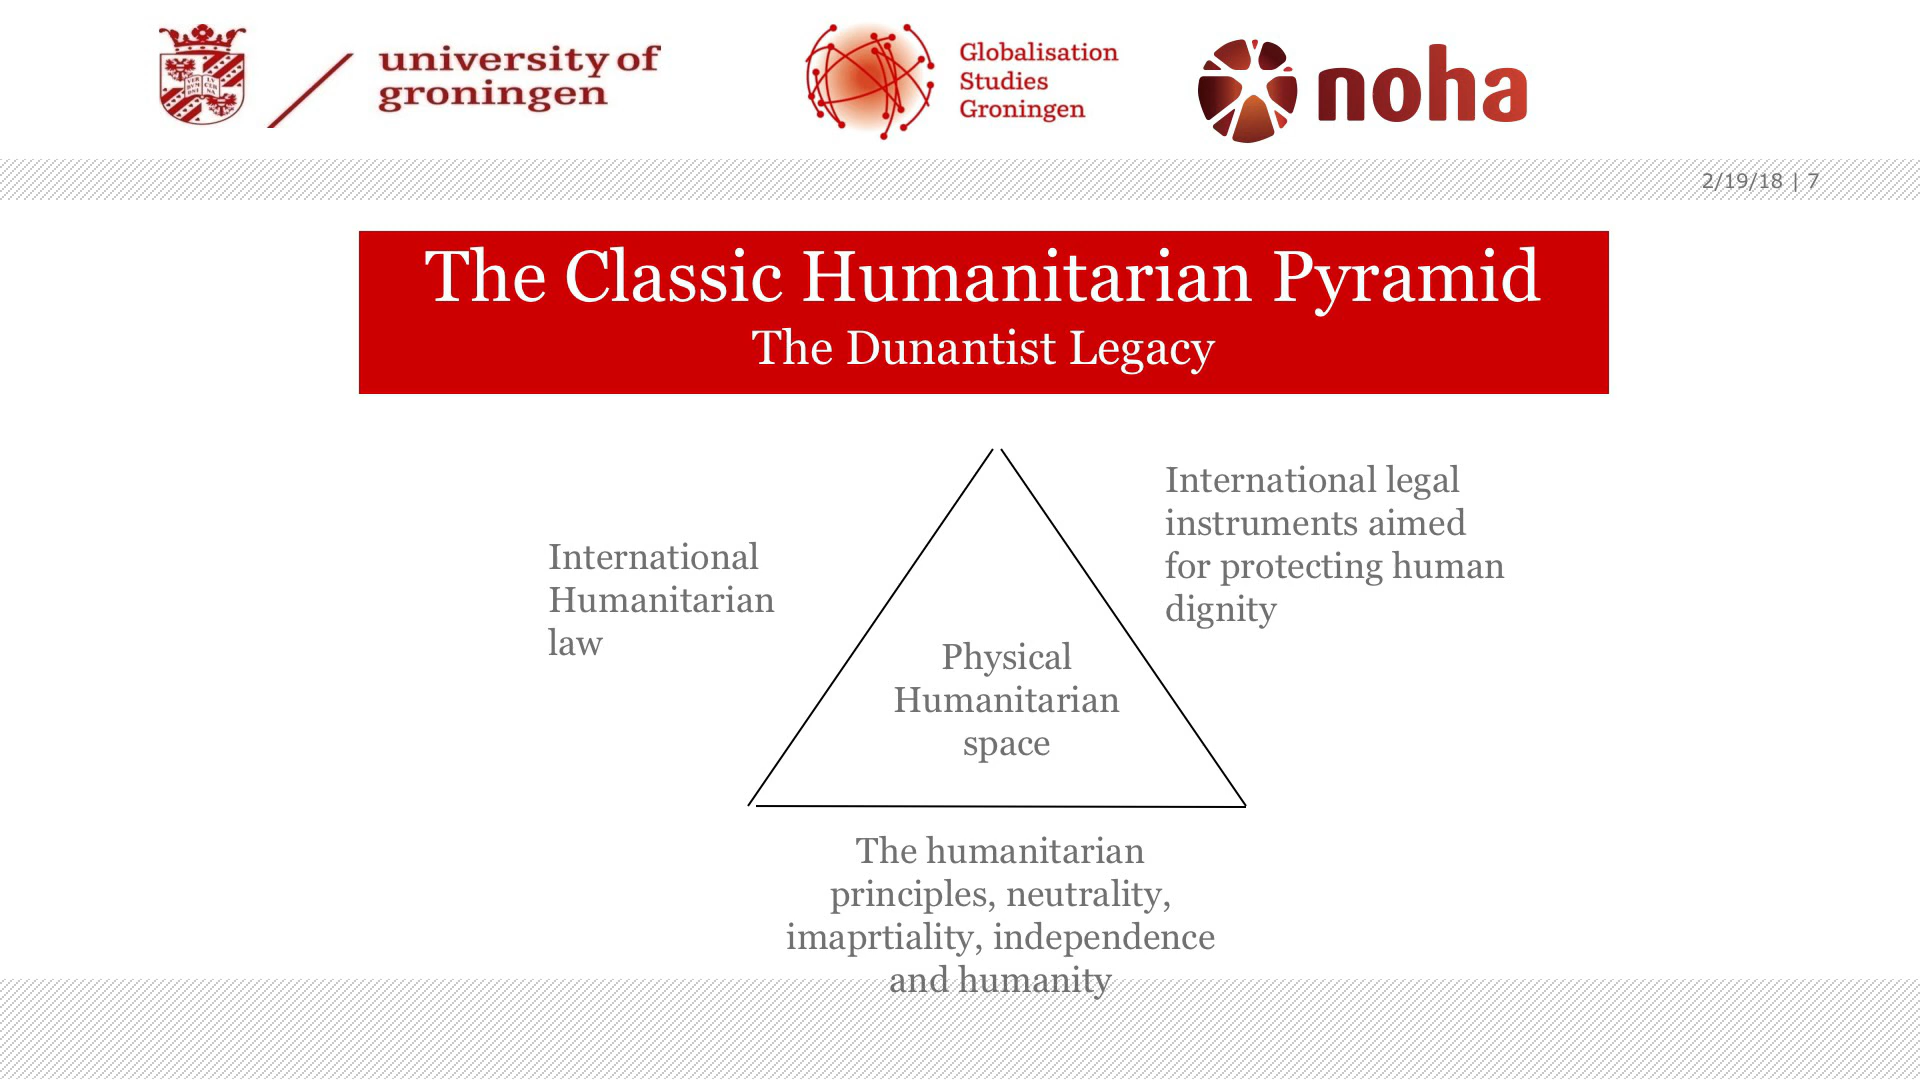 university of
groningen
Globalisation
Studies
Groningen
noha
2/19/18 | 7
The Classic Humanitarian Pyramid
The Dunantist Legacy
International
Humanitarian
law
International legal
instruments aimed
for protecting human
dignity
Physical
Humanitarian
space
The humanitarian
principles, neutrality,
imaprtiality, independence
and humanity